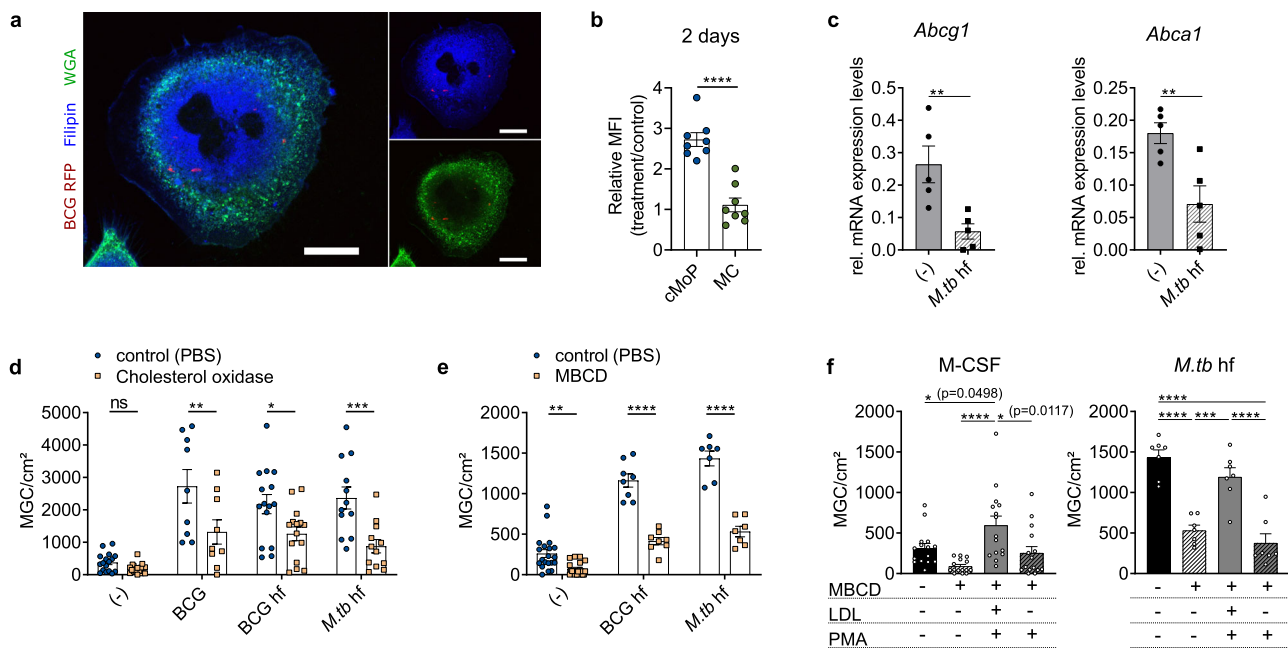 a
BCG RFP Filipin WGA
b
2 days
****
Relative MFI
(treatment/control)
4
3
2
1
0
cMoP
MC
c
Abcg1
**
rel. mRNA expression levels
0.5
0.4
0.3
0.2
0.1
0.0
(-)
M.tb hf
Abca1
**
rel. mRNA expression levels
0.25
0.20
0.15
0.10
0.05
0.00
(-)
M.tb hf
d
control (PBS)
Cholesterol oxidase
ns
**
*
***
MGC/cm²
5000
4000
3000
2000
1000
0
(-)
BCG
BCG hf
M.tb hf
e
control (PBS)
MBCD
**
****
****
MGC/cm²
2000
1500
1000
500
0
(-)
BCG hf
M.tb hf
f
M-CSF
* (p=0.0498)
**** * (p=0.0117)
MGC/cm²
2000
1500
1000
500
0
MBCD - + + +
LDL - - + -
PMA - - + +
M.tb hf
****
**** *** ****
MGC/cm²
2000
1500
1000
500
0
- + + +
- - + -
- - + +